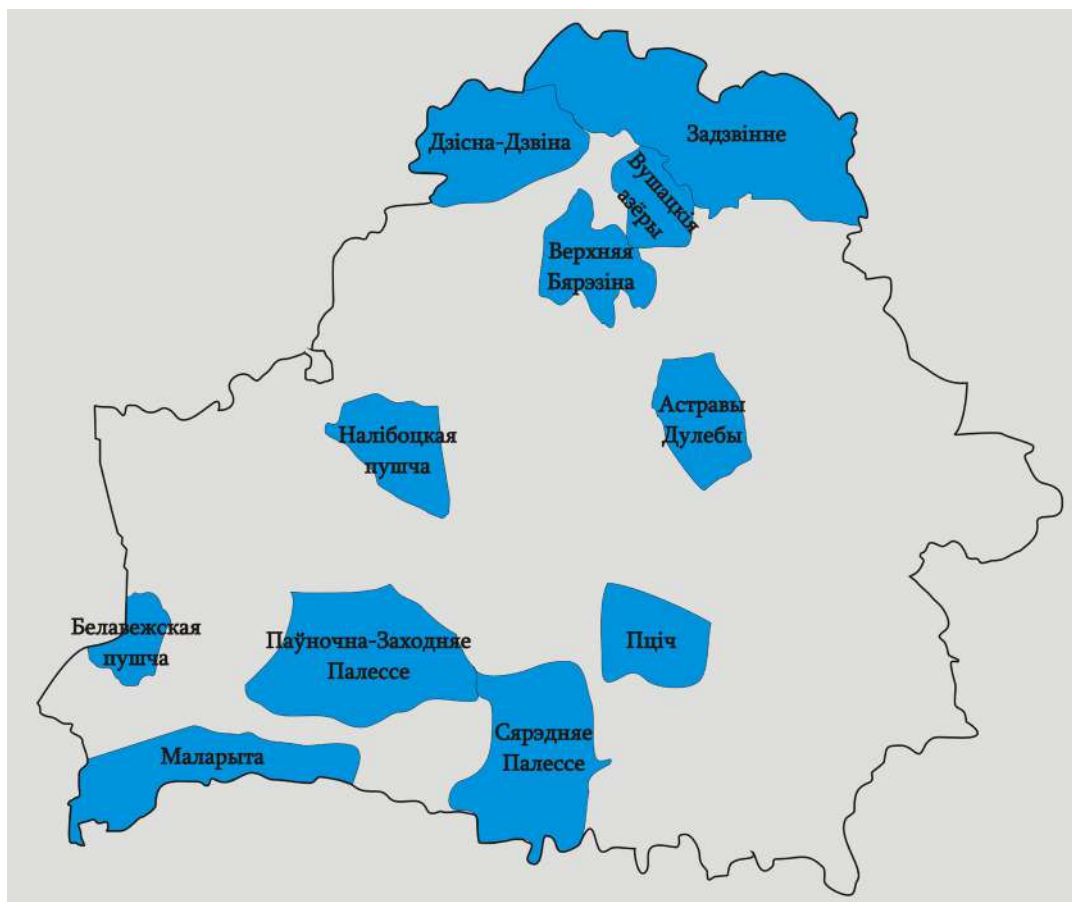 Дзісна-Дзвіна
Задзвінне
Вушацкія
азёры
Верхняя
Бярэзіна
Налібоцкая
пушча
Астравы
Дулебы
Белавежская
пушча
Паўночна-Заходняе
Палессе
Пціч
Сярэдняе
Палессе
Маларыта